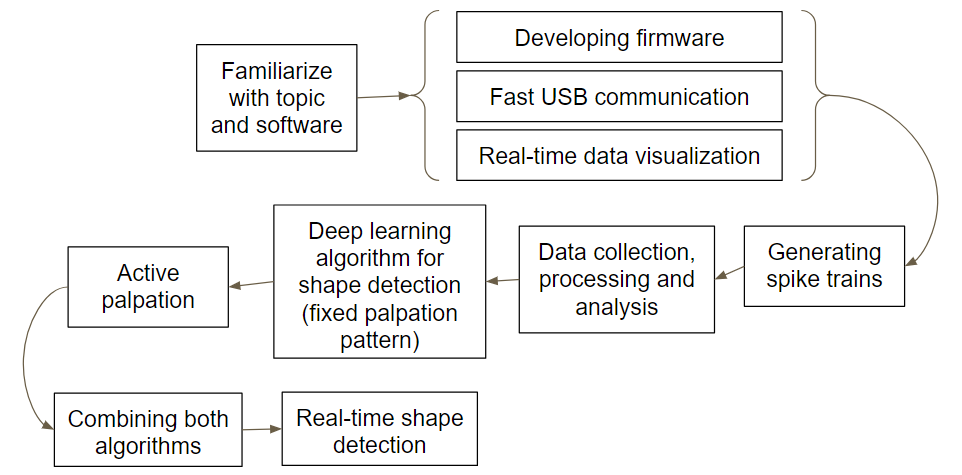 Familiarize
with topic
and software
Developing firmware
Fast USB communication
Real-time data visualization
Generating
spike trains
Data collection,
processing and
analysis
Deep learning
algorithm for
shape detection
(fixed palpation
pattern)
Active
palpation
Combining both
algorithms
Real-time shape
detection